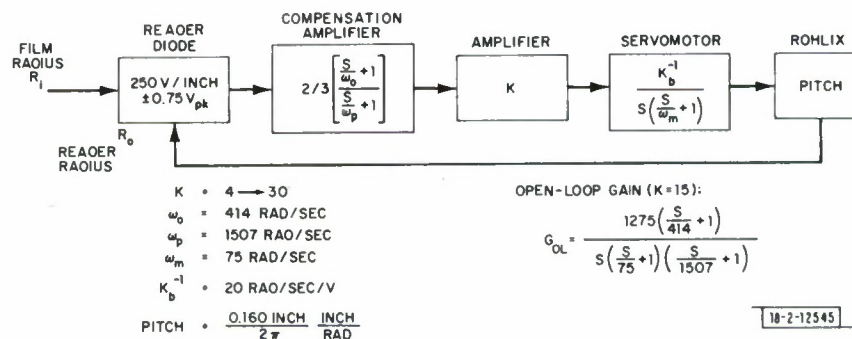 COMPENSATION
AMPLIFIER
READER
DIODE
AMPLIFIER
SERVOMOTOR
ROHLIX
FILM
RAOIUS
R_i
250 V / INCH
±0.75 V_pk
2/3 [ (S/ω_o + 1) / (S/ω_p + 1) ]
K
K_b^-1 / S(S/ω_m + 1)
PITCH
R_o
REAOER
RADIUS
K = 4 → 30
ω_o = 414 RAD/SEC
ω_p = 1507 RAO/SEC
ω_m = 75 RAD/SEC
K_b^-1 = 20 RAO/SEC/V
PITCH = 0.160 INCH / 2π INCH / RAD
OPEN-LOOP GAIN (K=15):
G_OL = 1275(S/414 + 1) / S(S/75 + 1)(S/1507 + 1)
18-2-12545